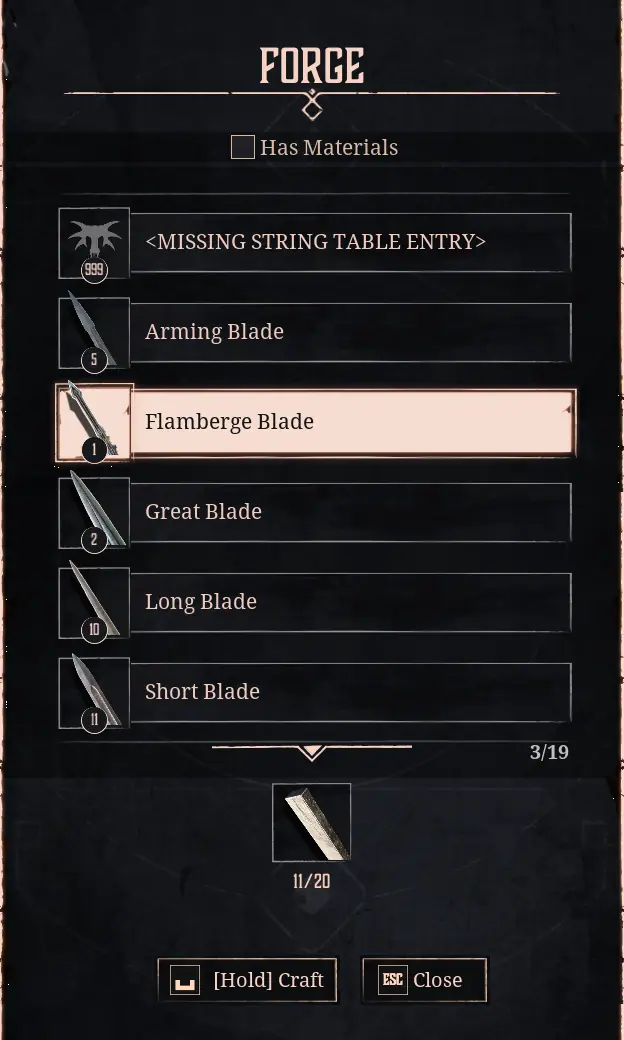 FORGE
Has Materials
<MISSING STRING TABLE ENTRY>
999
Arming Blade
5
Flamberge Blade
1
Great Blade
2
Long Blade
10
Short Blade
11
3/19
11/20
[Hold] Craft
ESC Close